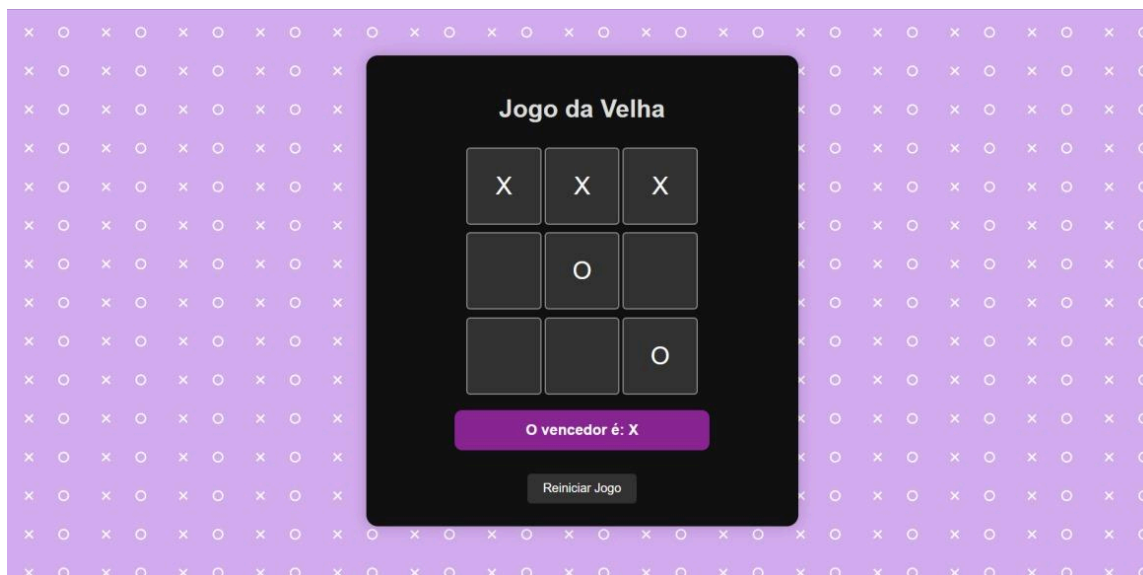 Jogo da Velha
X X X
O
O
O vencedor é: X
Reiniciar Jogo